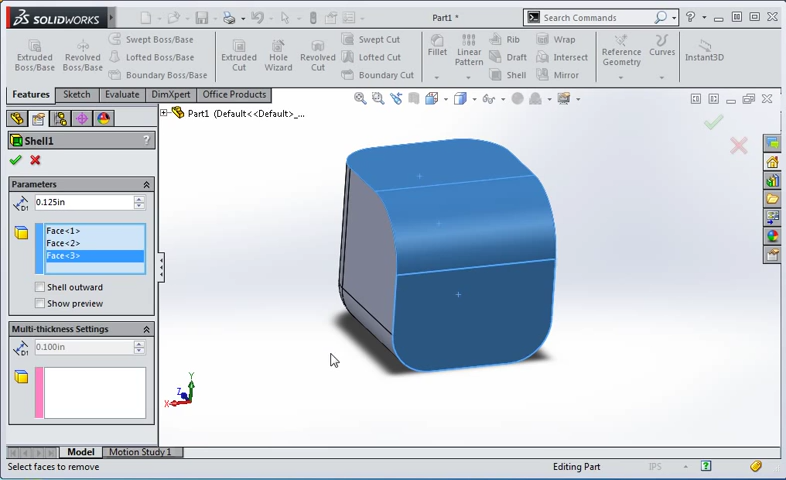 SOLIDWORKS
Part1 *
Search Commands
Extruded Boss/Base
Revolved Boss/Base
Swept Boss/Base
Lofted Boss/Base
Boundary Boss/Base
Extruded Cut
Hole Wizard
Revolved Cut
Swept Cut
Lofted Cut
Boundary Cut
Fillet
Linear Pattern
Rib
Draft
Shell
Wrap
Intersect
Mirror
Reference Geometry
Curves
Instant3D
Features
Sketch
Evaluate
DimXpert
Office Products
Part1 (Default<<Default>_...
Shell1
?
Parameters
D1
0.125in
Face<1>
Face<2>
Face<3>
Shell outward
Show preview
Multi-thickness Settings
D1
0.100in
Y
Z
X
Model
Motion Study 1
Select faces to remove
Editing Part
IPS
?